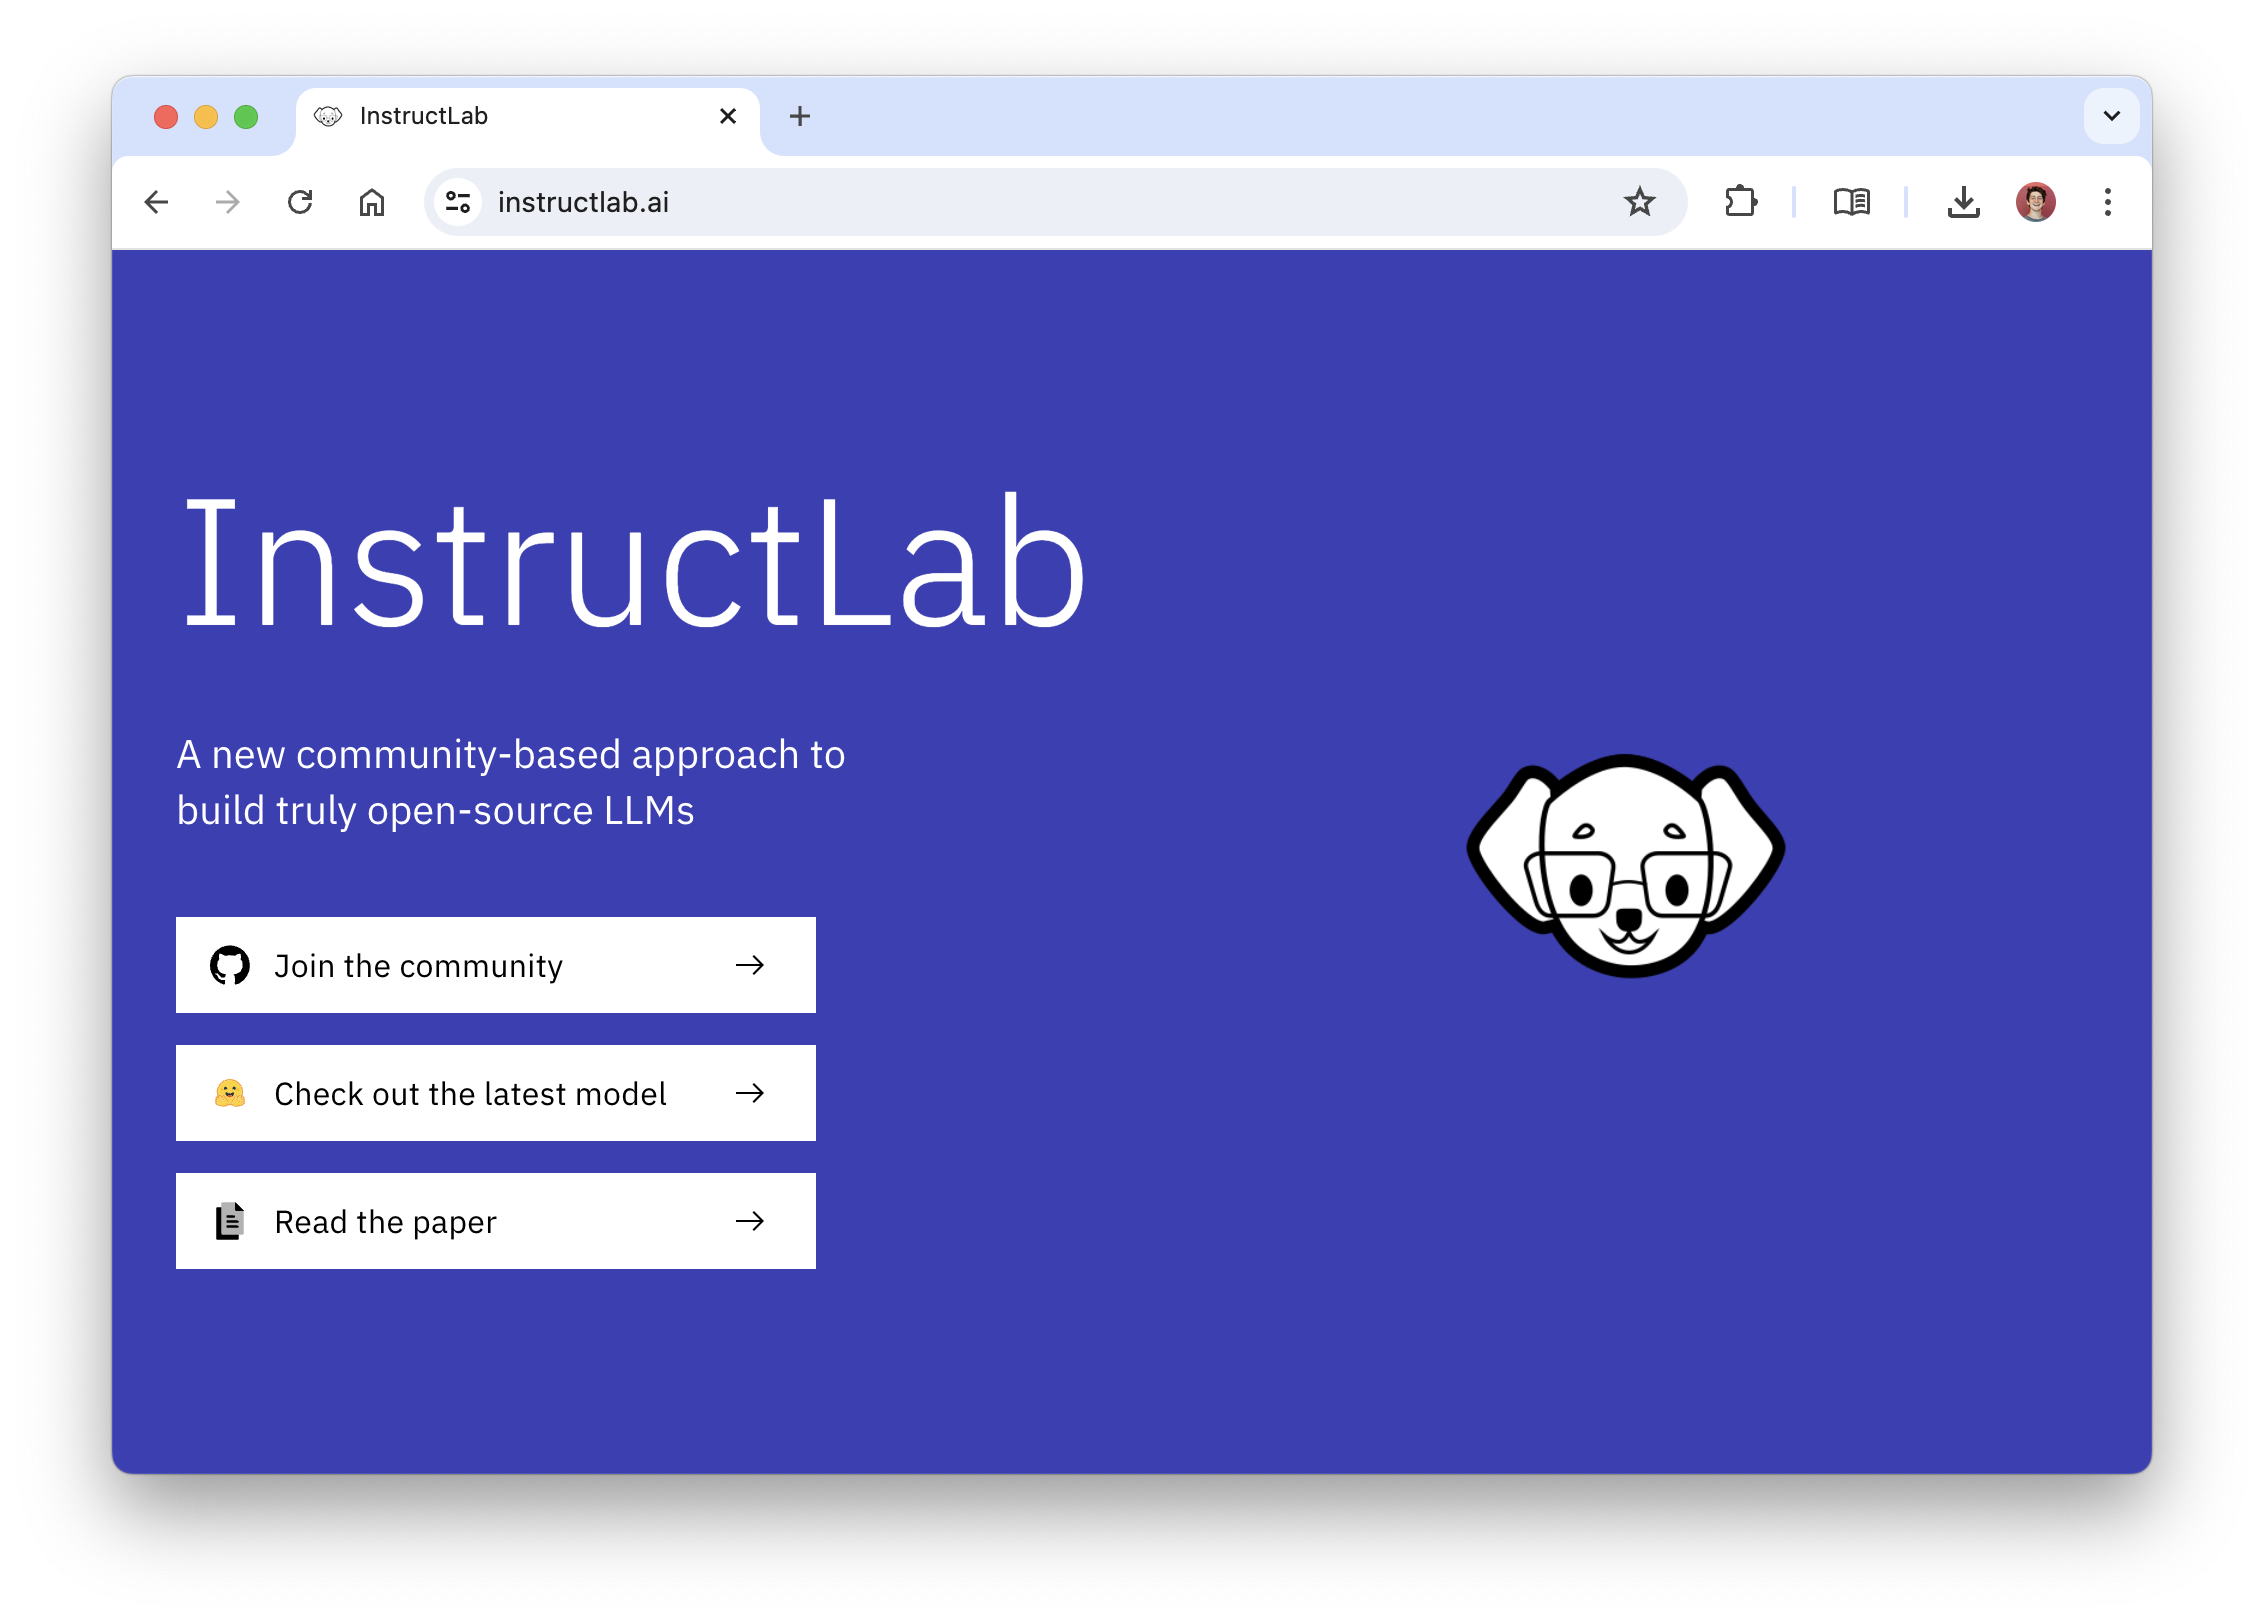 InstructLab
instructlab.ai
InstructLab
A new community-based approach to
build truly open-source LLMs
Join the community
Check out the latest model
Read the paper